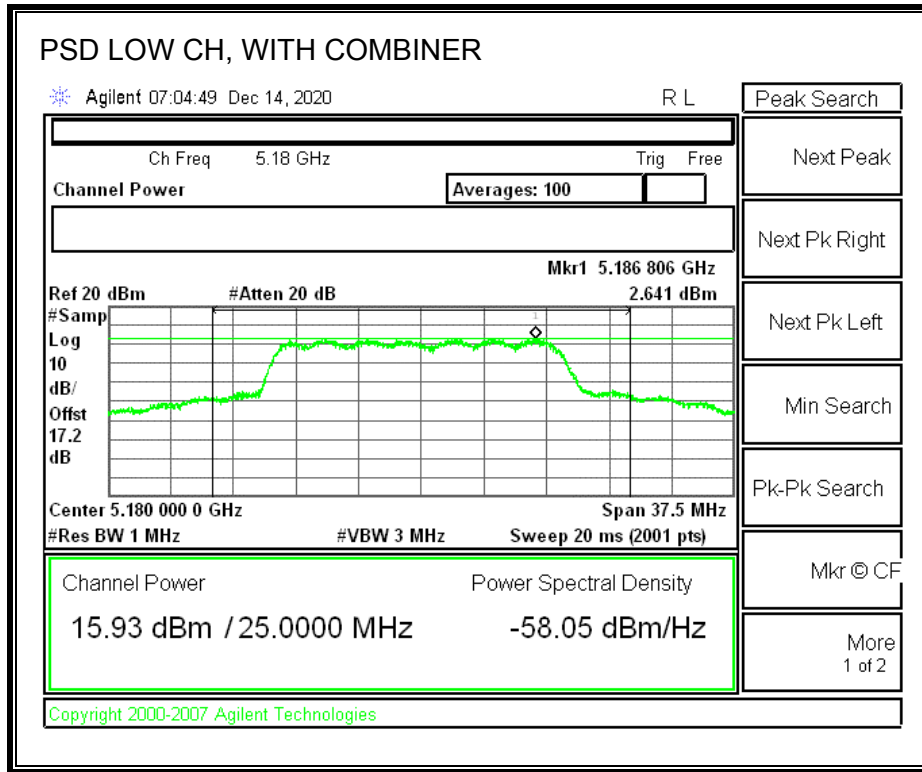 PSD LOW CH, WITH COMBINER
Agilent 07:04:49 Dec 14, 2020 R L
Peak Search
Ch Freq 5.18 GHz Trig Free
Channel Power Averages: 100
Mkr1 5.186 806 GHz
Ref 20 dBm #Atten 20 dB 2.641 dBm
#Samp
Log
10
dB/
Offst
17.2
dB
1
Center 5.180 000 0 GHz Span 37.5 MHz
#Res BW 1 MHz #VBW 3 MHz Sweep 20 ms (2001 pts)
Channel Power Power Spectral Density
15.93 dBm / 25.0000 MHz -58.05 dBm/Hz
Copyright 2000-2007 Agilent Technologies
Next Peak
Next Pk Right
Next Pk Left
Min Search
Pk-Pk Search
Mkr © CF
More
1 of 2